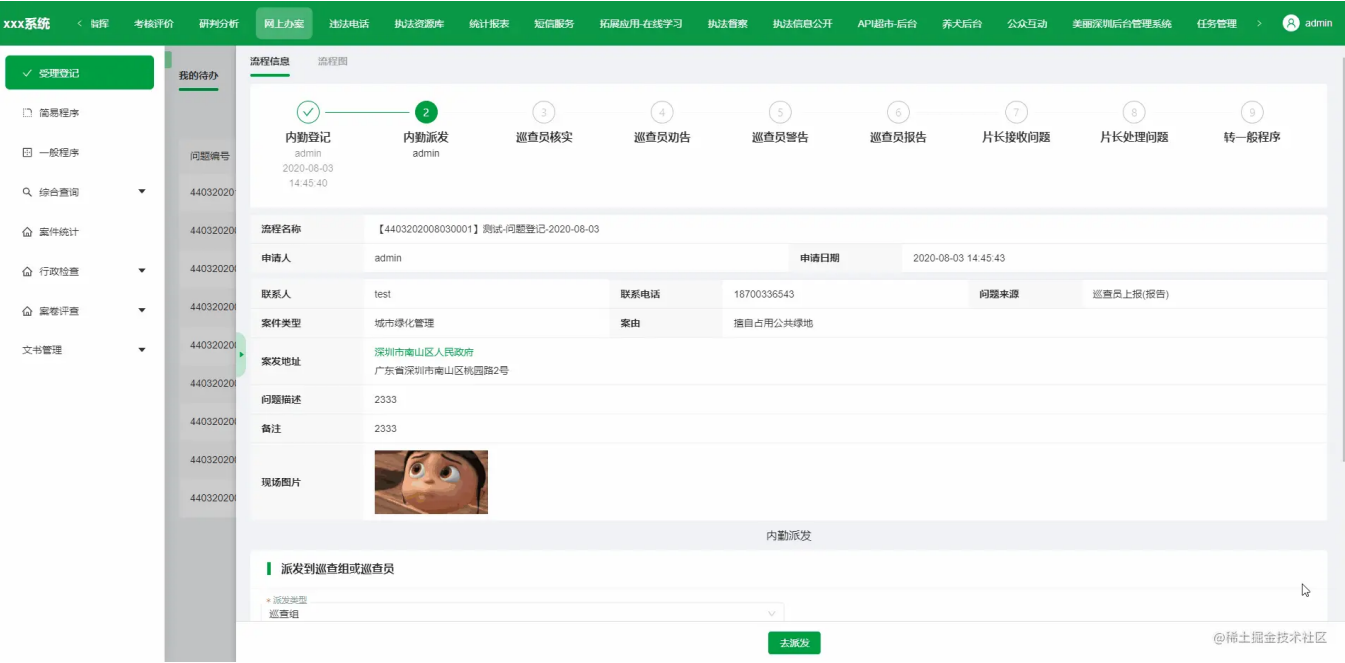 xxx系统 指挥 考核评价 研判分析 网上办案 违法电话 执法资源库 统计报表 短信服务 拓展应用-在线学习 执法督察 执法信息公开 API超市-后台 养犬后台 公众互动 美丽深圳后台管理系统 任务管理 admin
受理登记
简易程序
一般程序
综合查询
案件统计
行政检查
案卷评查
文书管理
我的待办
问题编号
44032020
44032020
44032020
44032020
44032020
44032020
44032020
44032020
44032020
流程信息 流程图
2 3 4 5 6 7 8 9
内勤登记 内勤派发 巡查员核实 巡查员劝告 巡查员警告 巡查员报告 片长接收问题 片长处理问题 转一般程序
admin admin
2020-08-03
14:45:40
流程名称 【4403202008030001】测试-问题登记-2020-08-03
申请人 admin 申请日期 2020-08-03 14:45:43
联系人 test 联系电话 18700336543 问题来源 巡查员上报(报告)
案件类型 城市绿化管理 案由 擅自占用公共绿地
案发地址 深圳市南山区人民政府
广东省深圳市南山区桃园路2号
问题描述 2333
备注 2333
现场图片
内勤派发
派发到巡查组或巡查员
* 派发类型
巡查组
去派发
@稀土掘金技术社区